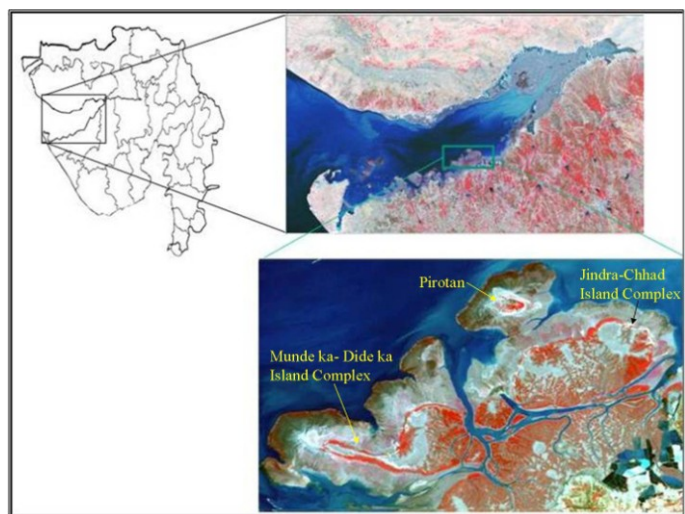 Pirotan
Jindra-Chhad
Island Complex
Munde ka- Dide ka
Island Complex